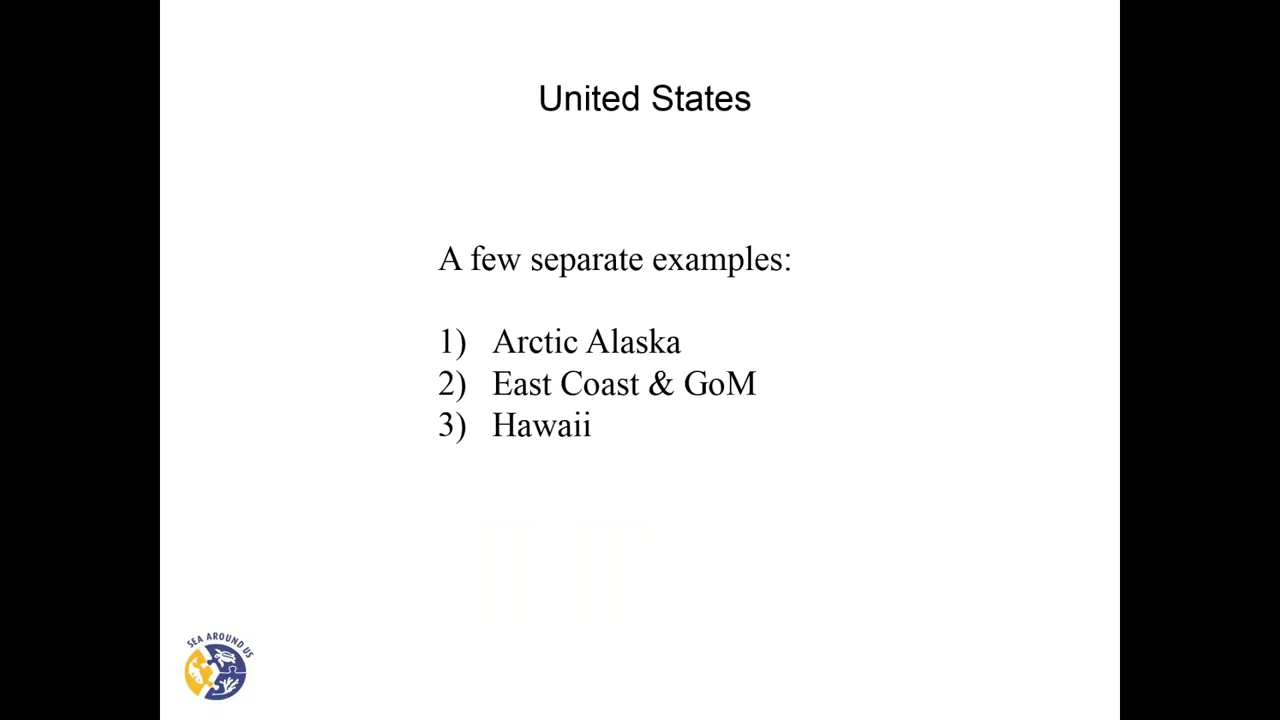 United States
A few separate examples:
1) Arctic Alaska
2) East Coast & GoM
3) Hawaii
SEA AROUND US